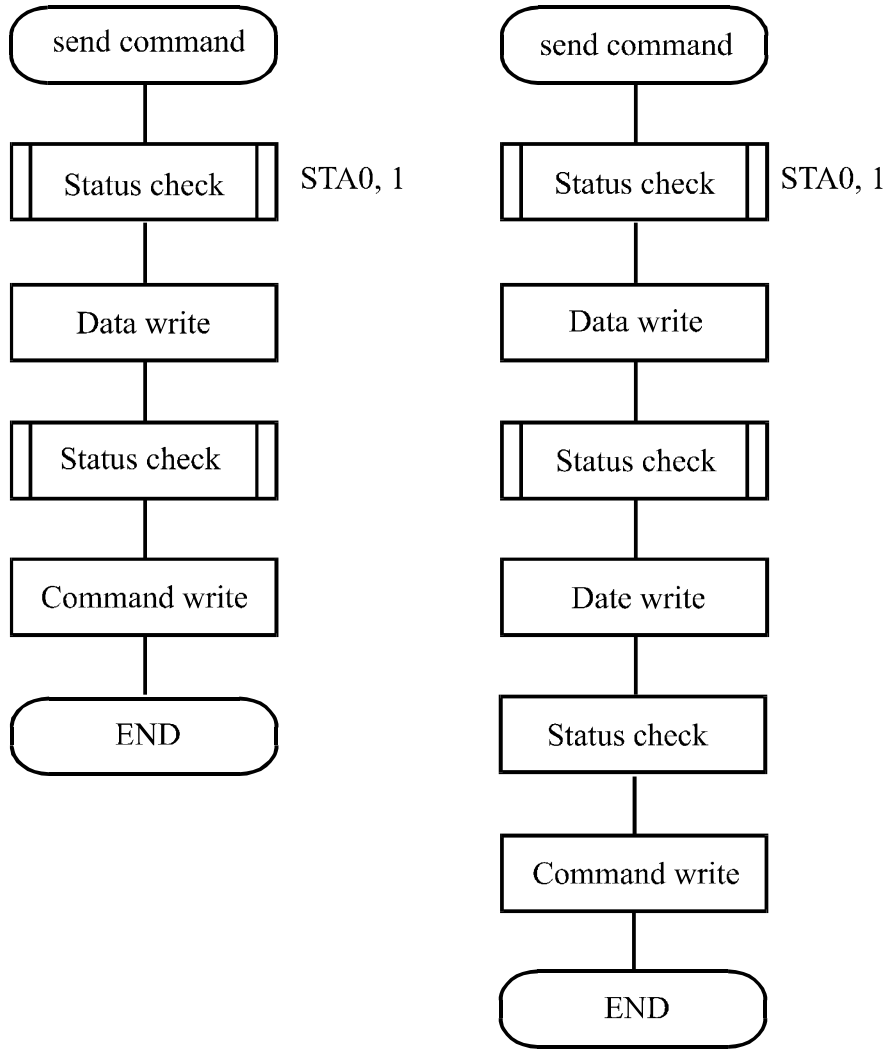 send command
Status check
STA0, 1
Data write
Status check
Command write
END
send command
Status check
STA0, 1
Data write
Status check
Date write
Status check
Command write
END